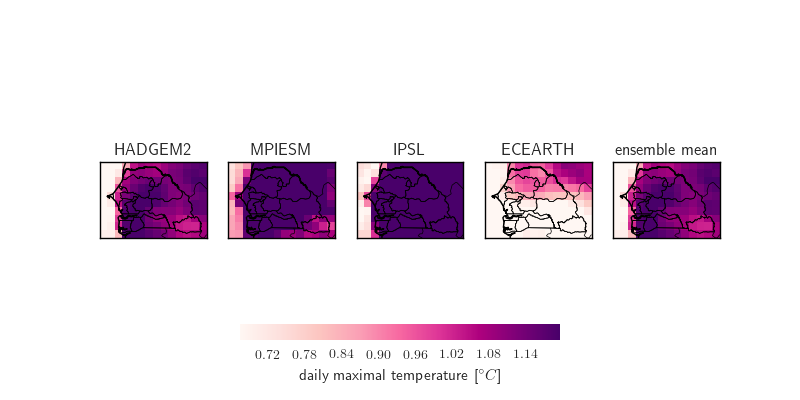 HADGEM2 MPIESM IPSL ECEARTH ensemble mean
0.72 0.78 0.84 0.90 0.96 1.02 1.08 1.14
daily maximal temperature [°C]